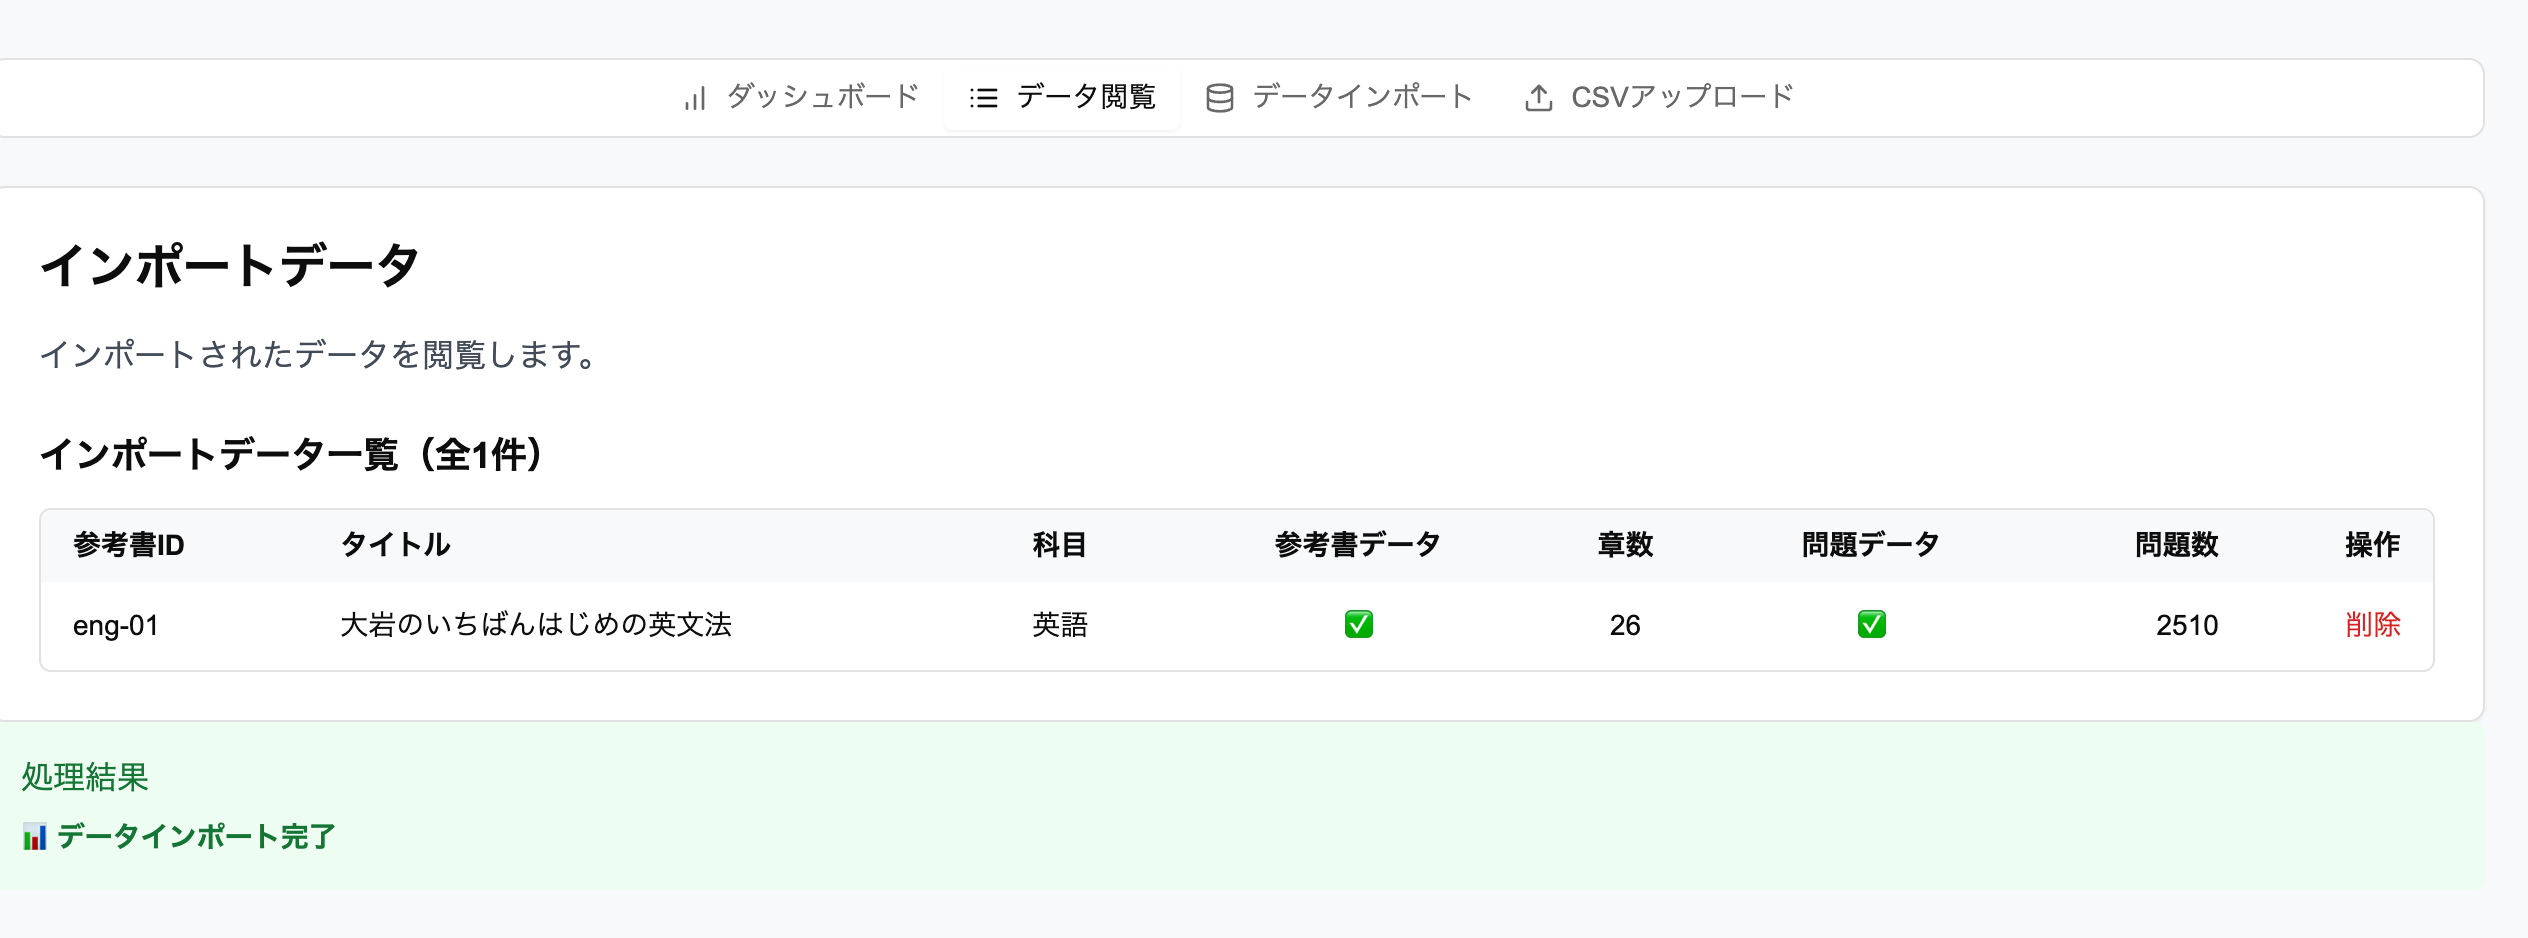 ダッシュボード データ閲覧 データインポート CSVアップロード
インポートデータ
インポートされたデータを閲覧します。
インポートデータ一覧（全1件）
参考書ID タイトル 科目 参考書データ 章数 問題データ 問題数 操作
eng-01 大岩のいちばんはじめの英文法 英語 ✅ 26 ✅ 2510 削除
処理結果
📊 データインポート完了